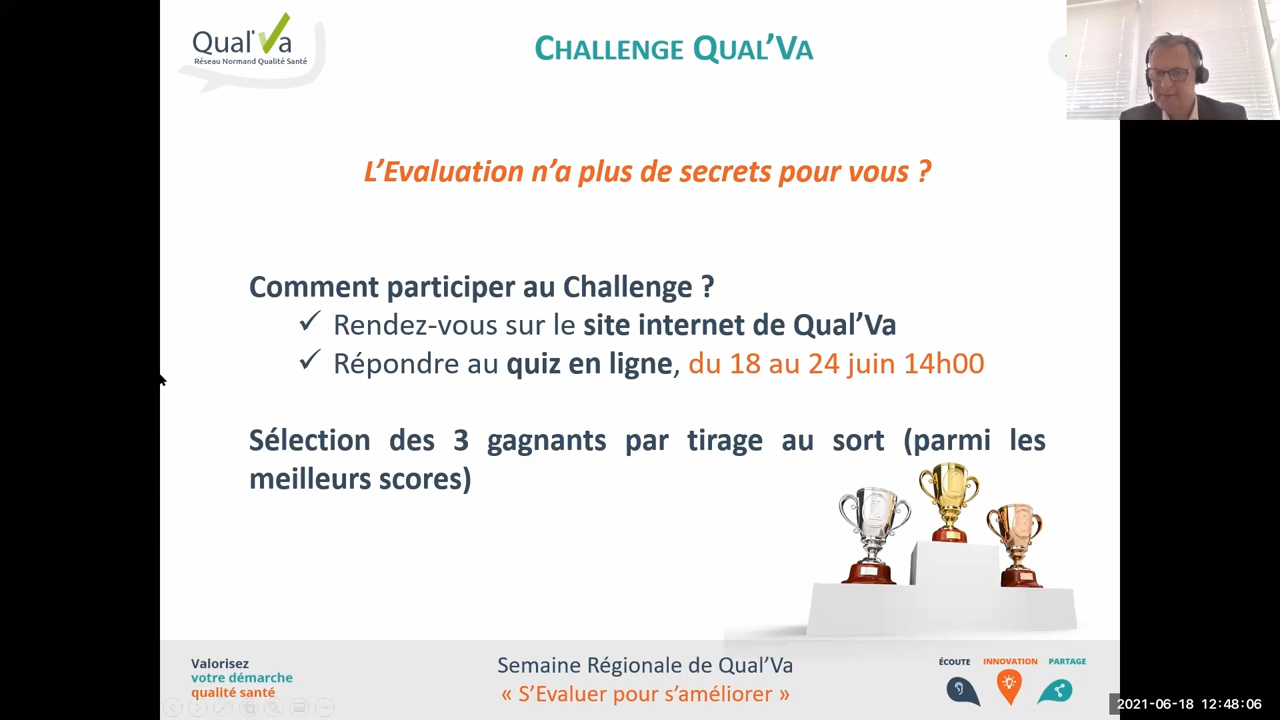 Qual'Va
Réseau Normand Qualité Santé
CHALLENGE QUAL'VA
L'Evaluation n'a plus de secrets pour vous ?
Comment participer au Challenge ?
✓ Rendez-vous sur le site internet de Qual'Va
✓ Répondre au quiz en ligne, du 18 au 24 juin 14h00
Sélection des 3 gagnants par tirage au sort (parmi les
meilleurs scores)
Valorisez
votre démarche
qualité santé
Semaine Régionale de Qual'Va
« S'Evaluer pour s'améliorer »
ÉCOUTE INNOVATION PARTAGE
2021-06-18 12:48:06